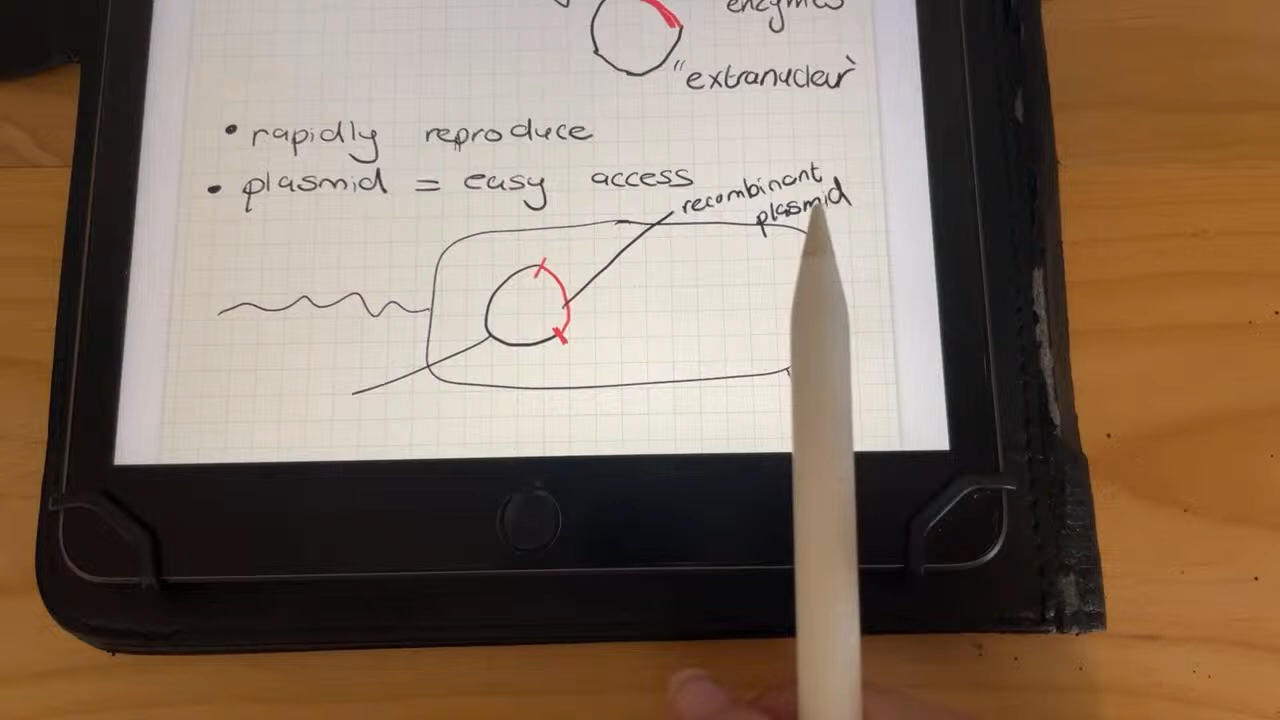 enzymes
"extranuclear"
• rapidly reproduce
• plasmid = easy access
recombinant
plasmid